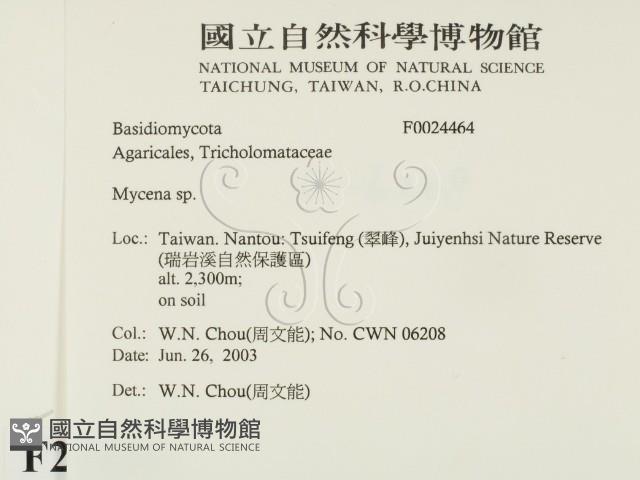 國立自然科學博物館
NATIONAL MUSEUM OF NATURAL SCIENCE
TAICHUNG, TAIWAN, R.O.CHINA
Basidiomycota F0024464
Agaricales, Tricholomataceae
Mycena sp.
Loc.: Taiwan. Nantou: Tsuifeng (翠峰), Juiyenhsi Nature Reserve
(瑞岩溪自然保護區)
alt. 2,300m;
on soil
Col.: W.N. Chou(周文能); No. CWN 06208
Date: Jun. 26, 2003
Det.: W.N. Chou(周文能)
國立自然科學博物館
NATIONAL MUSEUM OF NATURAL SCIENCE